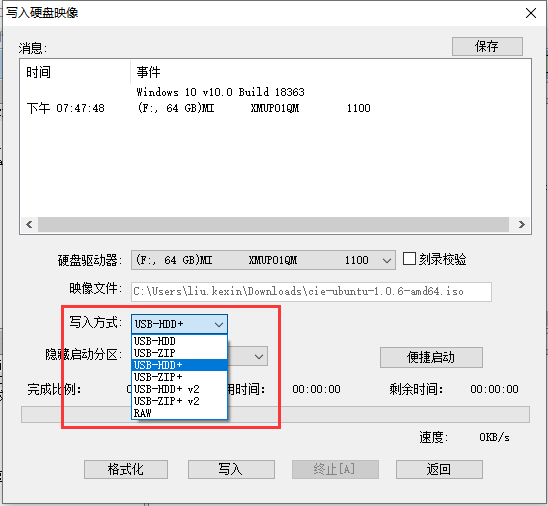 写入硬盘映像
消息:
保存
时间 事件
Windows 10 v10.0 Build 18363
下午 07:47:48 (F:, 64 GB)MI XMUP01QM 1100
硬盘驱动器: (F:, 64 GB)MI XMUP01QM 1100 刻录校验
映像文件: C:\Users\liu.kexin\Downloads\cie-ubuntu-1.0.6-amd64.iso
写入方式: USB-HDD+
USB-HDD
USB-ZIP
隐藏启动分区: USB-HDD+ 便捷启动
USB-ZIP+
完成比例: 0 USB-HDD+ v2 用时间: 00:00:00 剩余时间: 00:00:00
USB-ZIP+ v2
RAW
速度: 0KB/s
格式化 写入 终止[A] 返回